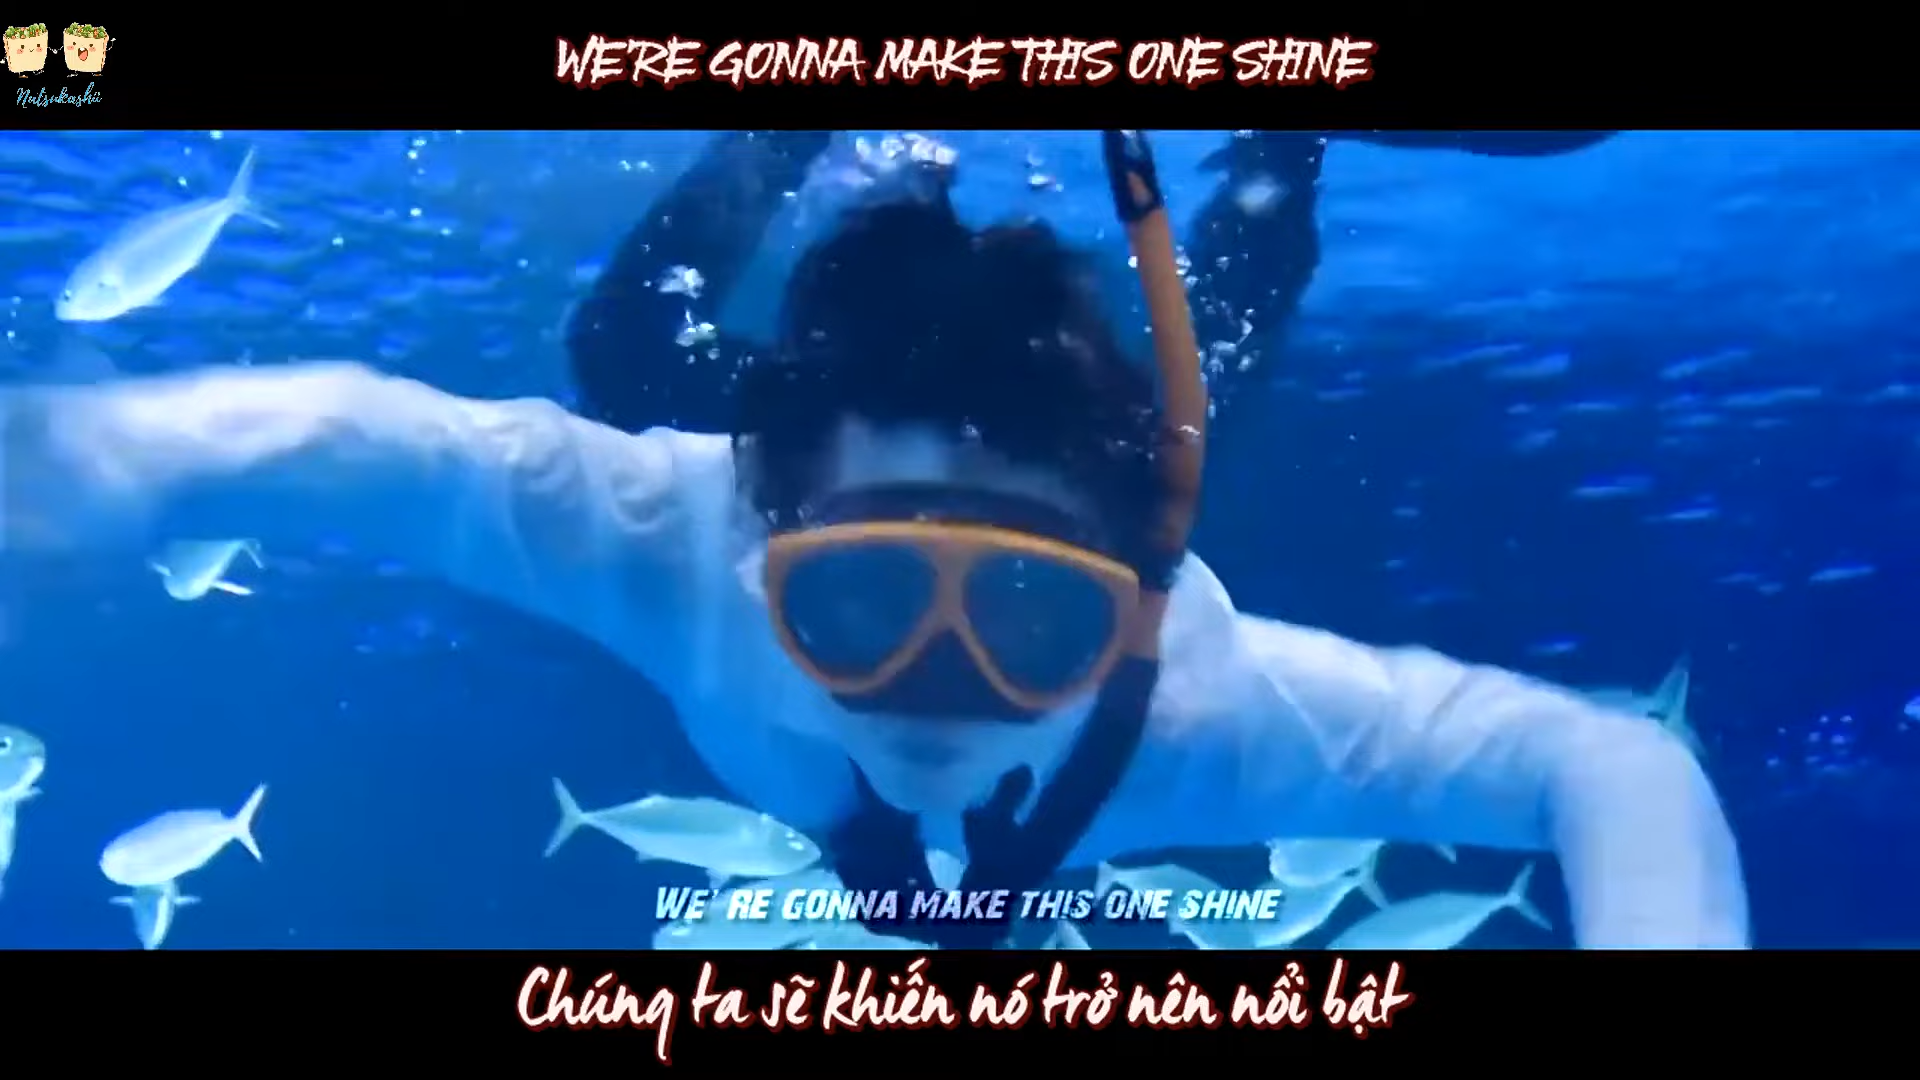 Nutsukashii
WE'RE GONNA MAKE THIS ONE SHINE
WE'RE GONNA MAKE THIS ONE SHINE
Chúng ta sẽ khiến nó trở nên nổi bật